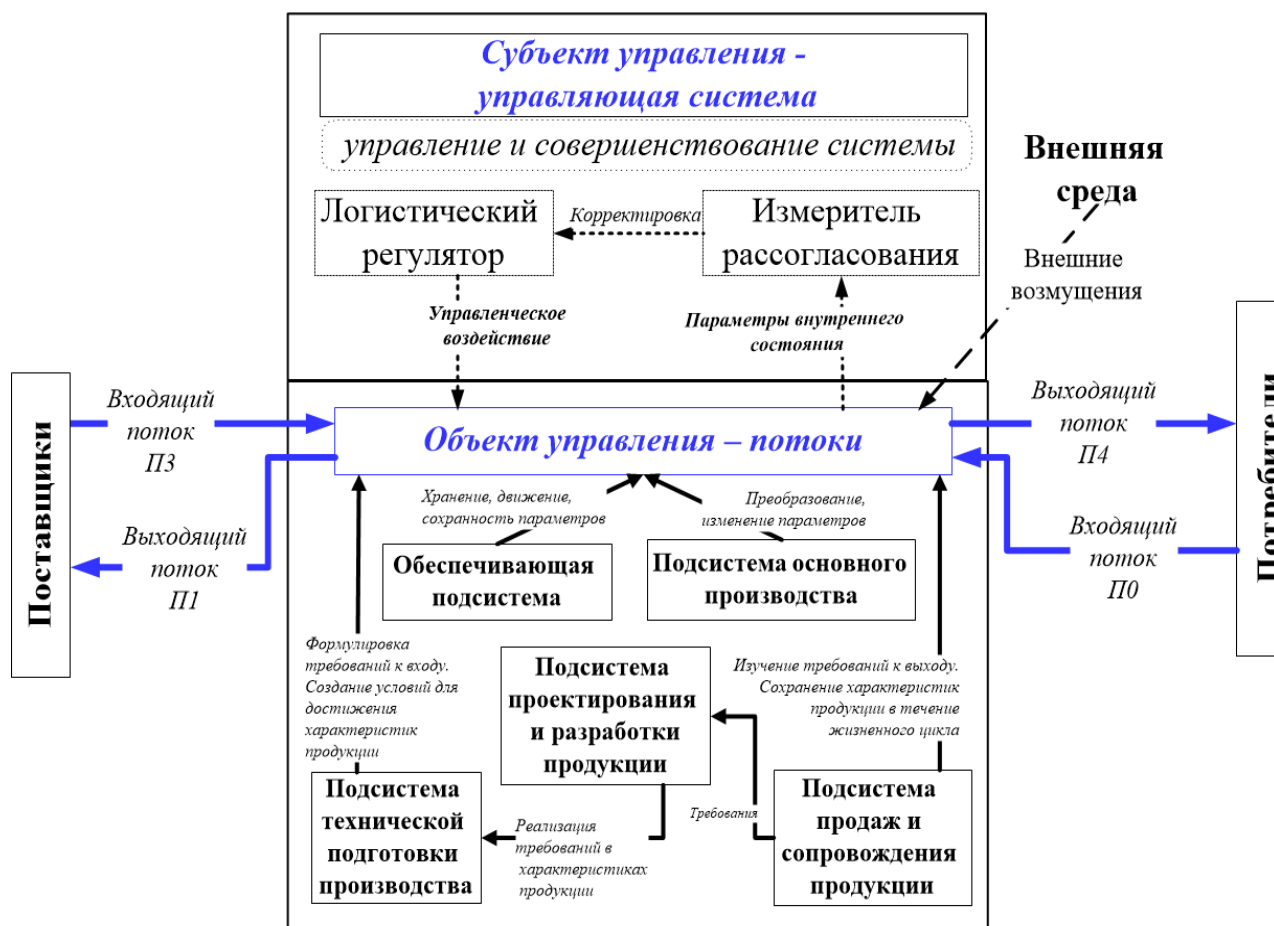 Субъект управления -
управляющая система
управление и совершенствование системы
Внешняя
среда
Логистический
регулятор
Корректировка
Измеритель
рассогласования
Внешние
возмущения
Управленческое
воздействие
Параметры внутреннего
состояния
Поставщики
Входящий
поток
П3
Объект управления – потоки
Выходящий
поток
П4
Потребители
Выходящий
поток
П1
Хранение, движение,
сохранность параметров
Преобразование,
изменение параметров
Входящий
поток
П0
Обеспечивающая
подсистема
Подсистема основного
производства
Формулировка
требований к входу.
Создание условий для
достижения
характеристик
продукции
Подсистема
проектирования
и разработки
продукции
Изучение требований к выходу.
Сохранение характеристик
продукции в течение
жизненного цикла
Подсистема
технической
подготовки
производства
Реализация
требований в
характеристиках
продукции
Требования
Подсистема
продаж и
сопровождения
продукции